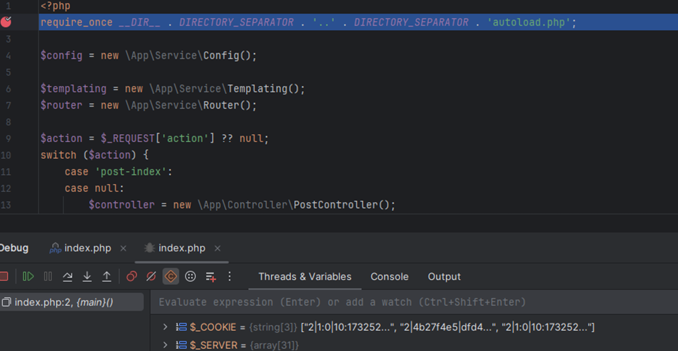 1 <?php
require_once __DIR__ . DIRECTORY_SEPARATOR . '..' . DIRECTORY_SEPARATOR . 'autoload.php';
3
4 $config = new \App\Service\Config();
5
6 $templating = new \App\Service\Templating();
7 $router = new \App\Service\Router();
8
9 $action = $_REQUEST['action'] ?? null;
10 switch ($action) {
11 case 'post-index':
12 case null:
13 $controller = new \App\Controller\PostController();
Debug php index.php × index.php ×
Threads & Variables Console Output
index.php:2, {main}() Evaluate expression (Enter) or add a watch (Ctrl+Shift+Enter)
> $_COOKIE = {string[3]} ["2|1:0|10:173252...", "2|4b27f4e5|dfd4...", "2|1:0|10:173252..."]
> $_SERVER = {array[31]}